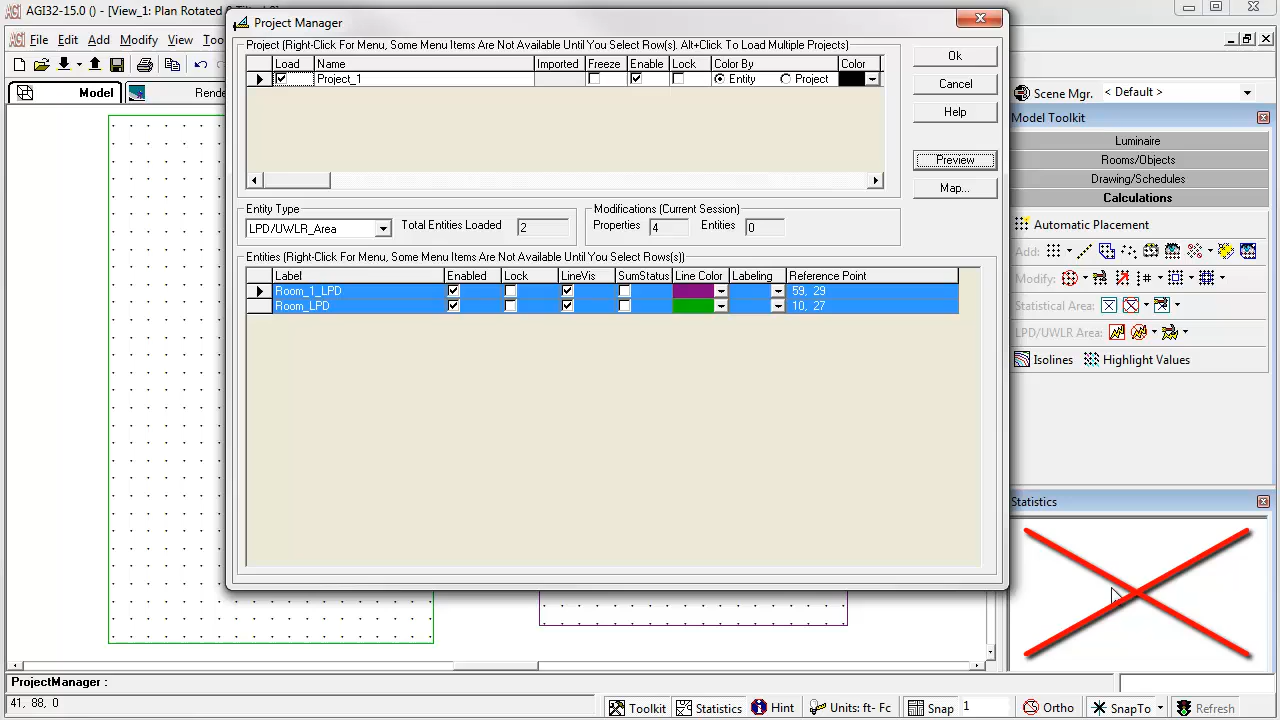 AGI32-15.0 () - [View_1: Plan Rotated
Project Manager
File Edit Add Modify View
Model
Project (Right-Click For Menu, Some Menu Items Are Not Available Until You Select Row(s). Alt+Click To Load Multiple Projects)
Load Name Imported Freeze Enable Lock Color By Color
Project_1 Entity Project
Ok
Cancel
Help
Preview
Map...
Entity Type
LPD/UWLR_Area
Total Entities Loaded 2
Modifications (Current Session)
Properties 4 Entities 0
Entities (Right-Click For Menu, Some Menu Items Are Not Available Until You Select Rows(s))
Label Enabled Lock LineVis SumStatus Line Color Labeling Reference Point
Room_1_LPD 59, 29
Room_LPD 10, 27
Scene Mgr. < Default >
Model Toolkit
Luminaire
Rooms/Objects
Drawing/Schedules
Calculations
Automatic Placement
Add:
Modify:
Statistical Area:
LPD/UWLR Area:
Isolines Highlight Values
Statistics
ProjectManager :
41, 88, 0
Toolkit Statistics Hint Units: ft- Fc Snap 1 Ortho SnapTo Refresh